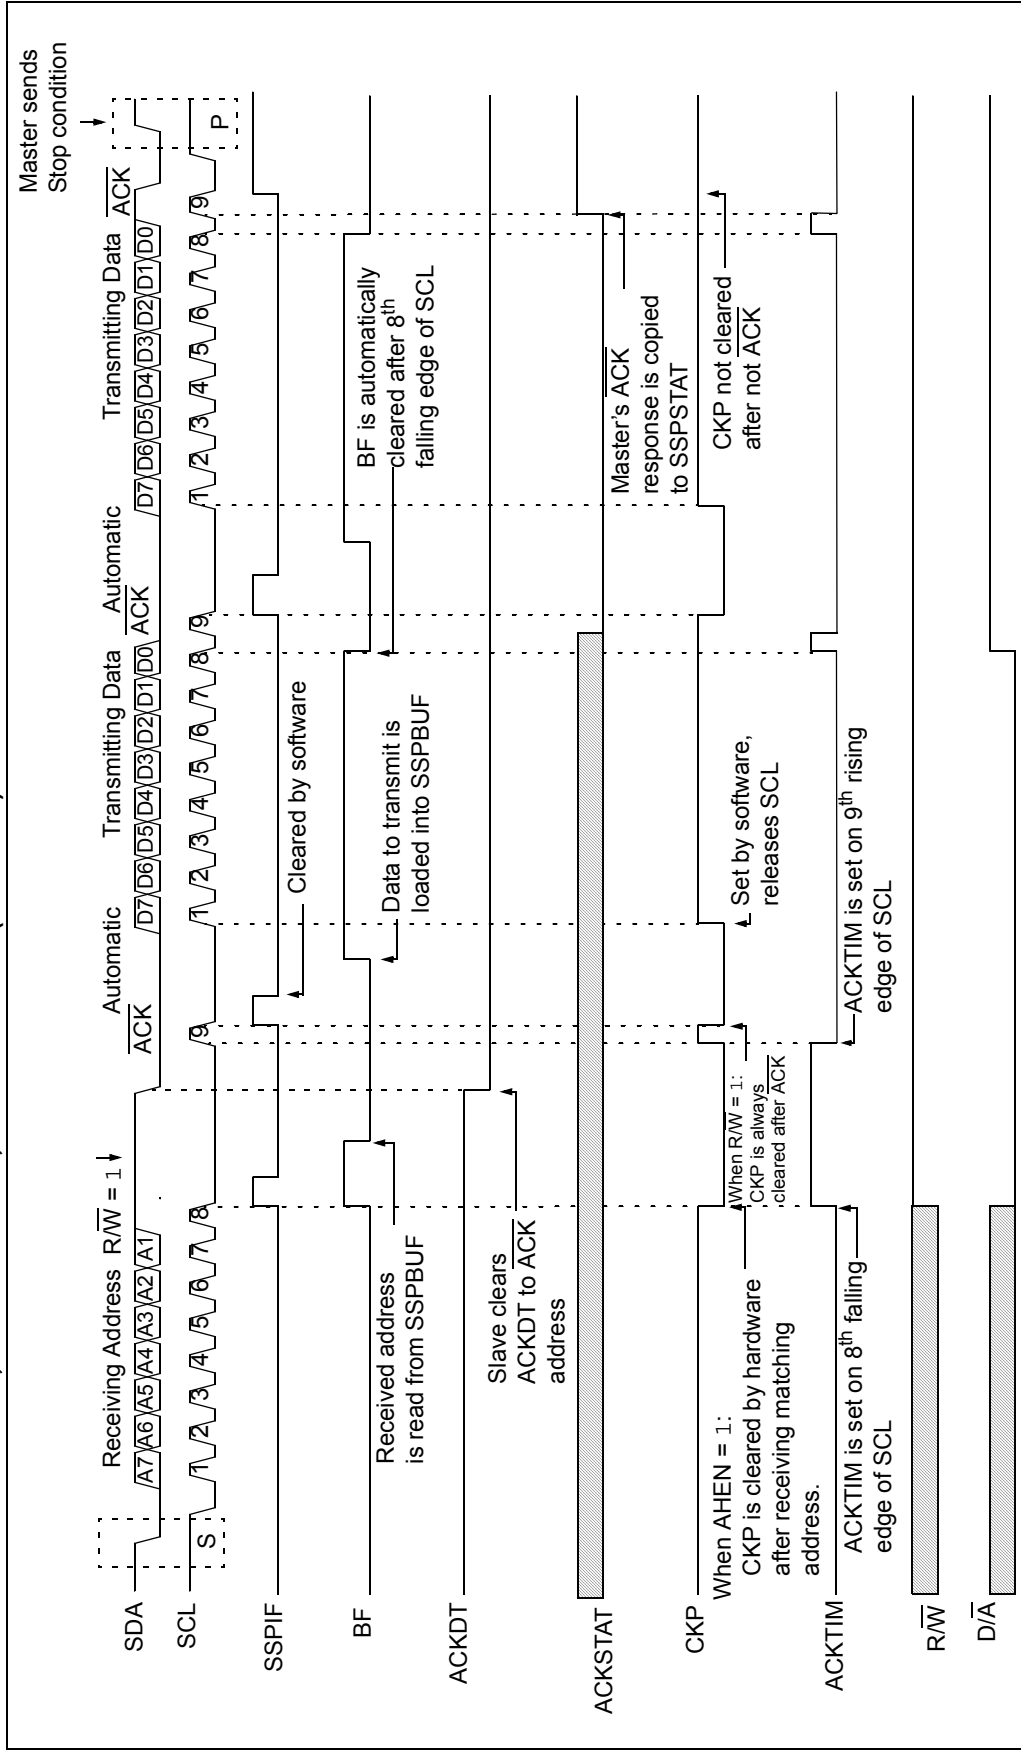 Master sends
Stop condition
Receiving Address R/W̅ = 1
Automatic
A̅C̅K̅
Transmitting Data
Automatic
A̅C̅K̅
Transmitting Data
A̅C̅K̅
SDA
A7 A6 A5 A4 A3 A2 A1
D7 D6 D5 D4 D3 D2 D1 D0
D7 D6 D5 D4 D3 D2 D1 D0
SCL
S
1 2 3 4 5 6 7 8 9
1 2 3 4 5 6 7 8 9
1 2 3 4 5 6 7 8 9
P
SSPIF
Cleared by software
BF
Received address
is read from SSPBUF
Data to transmit is
loaded into SSPBUF
BF is automatically
cleared after 8th
falling edge of SCL
ACKDT
Slave clears
ACKDT to A̅C̅K̅
address
ACKSTAT
Master's A̅C̅K̅
response is copied
to SSPSTAT
CKP
When AHEN = 1:
CKP is cleared by hardware
after receiving matching
address.
When R/W̅ = 1:
CKP is always
cleared after A̅C̅K̅
Set by software,
releases SCL
CKP not cleared
after not A̅C̅K̅
ACKTIM
ACKTIM is set on 8th falling
edge of SCL
ACKTIM is set on 9th rising
edge of SCL
R/W̅
D/A̅